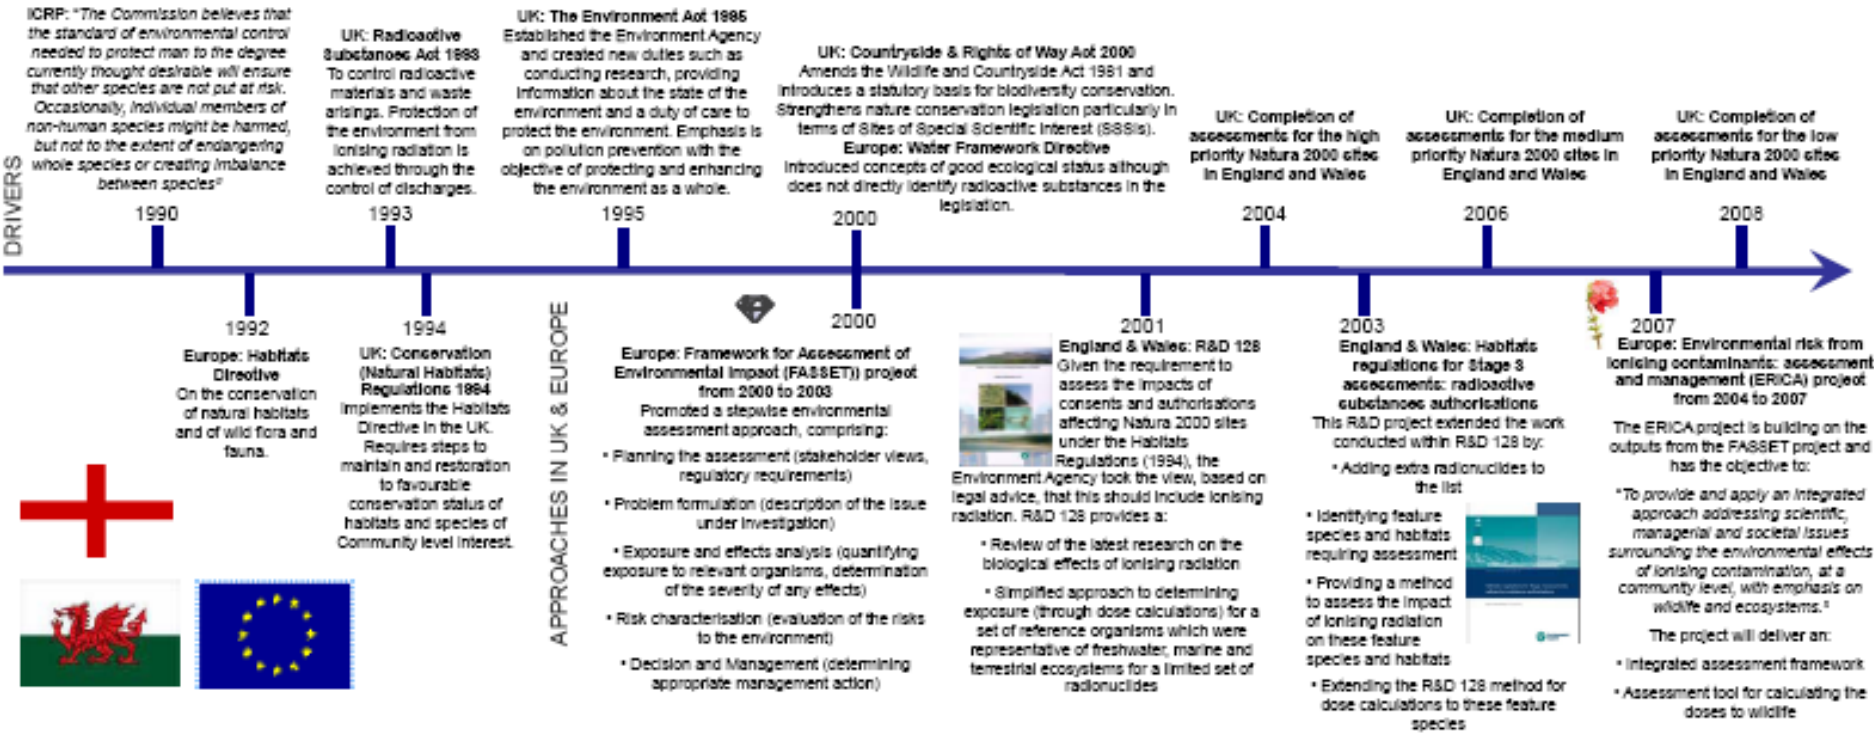 DRIVERS
ICRP: "The Commission believes that
the standard of environmental control
needed to protect man to the degree
currently thought desirable will ensure
that other species are not put at risk.
Occasionally, individual members of
non-human species might be harmed,
but not to the extent of endangering
whole species or creating imbalance
between species"
1990
UK: Radioactive
Substances Act 1993
To control radioactive
materials and waste
arisings. Protection of
the environment from
ionising radiation is
achieved through the
control of discharges.
1993
UK: The Environment Act 1995
Established the Environment Agency
and created new duties such as
conducting research, providing
information about the state of the
environment and a duty of care to
protect the environment. Emphasis is
on pollution prevention with the
objective of protecting and enhancing
the environment as a whole.
1995
UK: Countryside & Rights of Way Act 2000
Amends the Wildlife and Countryside Act 1981 and
introduces a statutory basis for biodiversity conservation.
Strengthens nature conservation legislation particularly in
terms of Sites of Special Scientific Interest (SSSIs).
Europe: Water Framework Directive
Introduced concepts of good ecological status although
does not directly identify radioactive substances in the
legislation.
2000
UK: Completion of
assessments for the high
priority Natura 2000 sites
in England and Wales
2004
UK: Completion of
assessments for the medium
priority Natura 2000 sites in
England and Wales
2006
UK: Completion of
assessments for the low
priority Natura 2000 sites
in England and Wales
2008
1992
Europe: Habitats
Directive
On the conservation
of natural habitats
and of wild flora and
fauna.
1994
UK: Conservation
(Natural Habitats)
Regulations 1994
Implements the Habitats
Directive in the UK.
Requires steps to
maintain and restoration
to favourable
conservation status of
habitats and species of
Community level interest.
APPROACHES IN UK & EUROPE
2000
Europe: Framework for Assessment of
Environmental Impact (FASSET)) project
from 2000 to 2003
Promoted a stepwise environmental
assessment approach, comprising:
• Planning the assessment (stakeholder views,
regulatory requirements)
• Problem formulation (description of the issue
under investigation)
• Exposure and effects analysis (quantifying
exposure to relevant organisms, determination
of the severity of any effects)
• Risk characterisation (evaluation of the risks
to the environment)
• Decision and Management (determining
appropriate management action)
2001
England & Wales: R&D 128
Given the requirement to
assess the impacts of
consents and authorisations
affecting Natura 2000 sites
under the Habitats
Regulations (1994), the
Environment Agency took the view, based on
legal advice, that this should include ionising
radiation. R&D 128 provides a:
• Review of the latest research on the
biological effects of ionising radiation
• Simplified approach to determining
exposure (through dose calculations) for a
set of reference organisms which were
representative of freshwater, marine and
terrestrial ecosystems for a limited set of
radionuclides
2003
England & Wales: Habitats
regulations for Stage 3
assessments: radioactive
substances authorisations
This R&D project extended the work
conducted within R&D 128 by:
• Adding extra radionuclides to
the list
• Identifying feature
species and habitats
requiring assessment
• Providing a method
to assess the impact
of ionising radiation
on these feature
species and habitats
• Extending the R&D 128 method for
dose calculations to these feature
species
2007
Europe: Environmental risk from
ionising contaminants: assessment
and management (ERICA) project
from 2004 to 2007
The ERICA project is building on the
outputs from the FASSET project and
has the objective to:
"To provide and apply an integrated
approach addressing scientific,
managerial and societal issues
surrounding the environmental effects
of ionising contamination, at a
community level, with emphasis on
wildlife and ecosystems."
The project will deliver an:
• Integrated assessment framework
• Assessment tool for calculating the
doses to wildlife